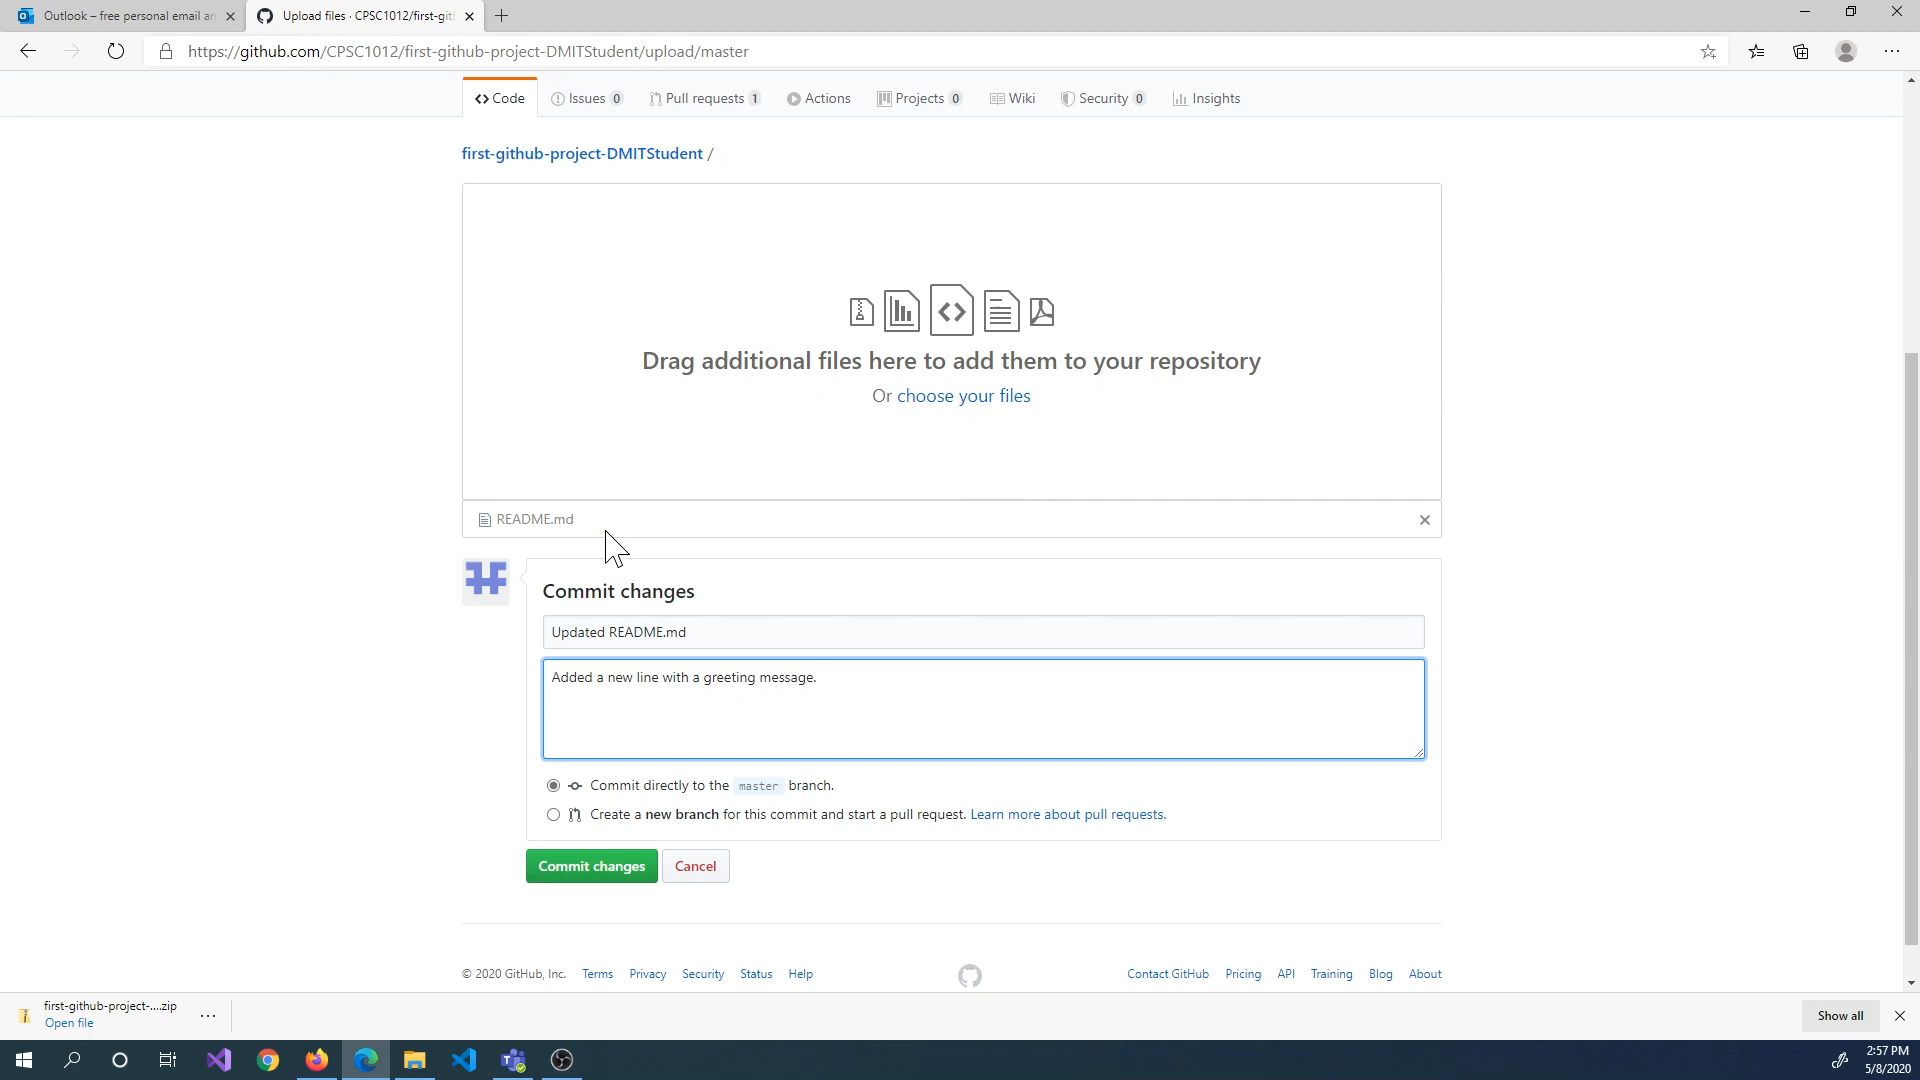 Outlook – free personal email an
Upload files · CPSC1012/first-git
https://github.com/CPSC1012/first-github-project-DMITStudent/upload/master
Code
Issues 0
Pull requests 1
Actions
Projects 0
Wiki
Security 0
Insights
first-github-project-DMITStudent /
Drag additional files here to add them to your repository
Or choose your files
README.md
Commit changes
Updated README.md
Added a new line with a greeting message.
Commit directly to the master branch.
Create a new branch for this commit and start a pull request. Learn more about pull requests.
Commit changes
Cancel
© 2020 GitHub, Inc. Terms Privacy Security Status Help
Contact GitHub Pricing API Training Blog About
first-github-project-....zip
Open file
Show all
2:57 PM
5/8/2020